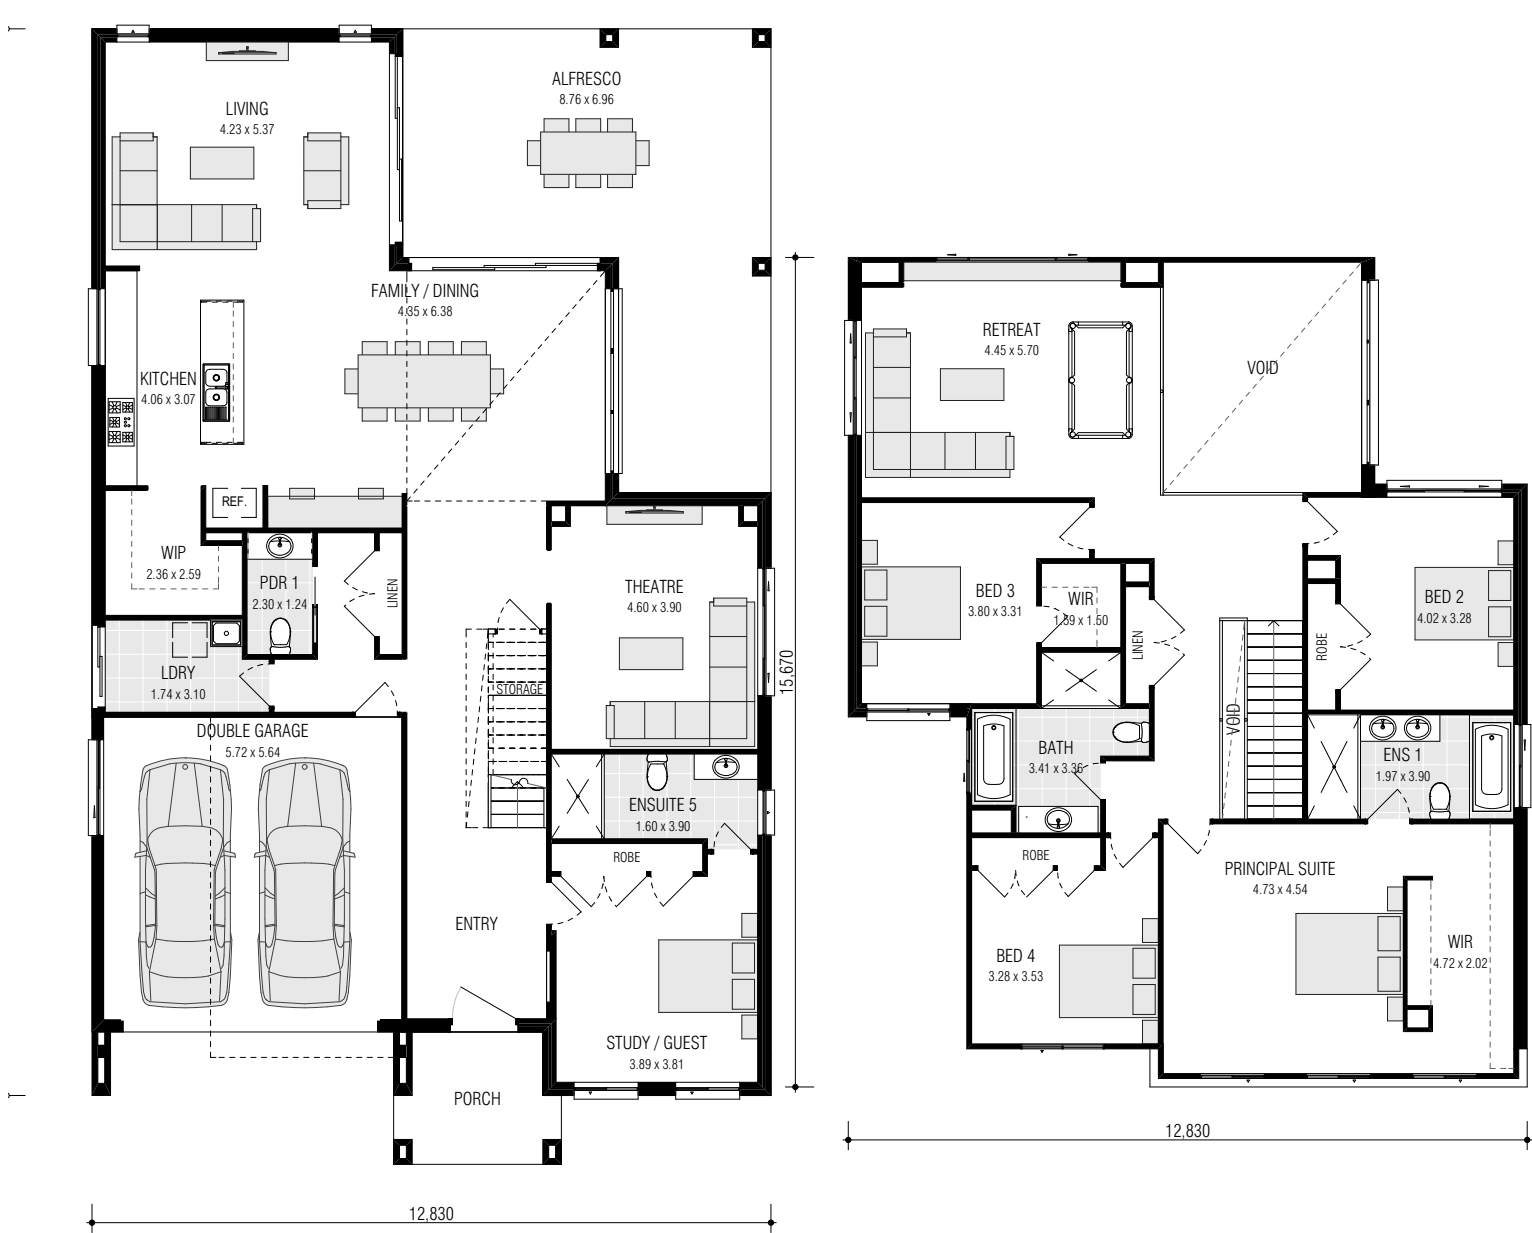 ALFRESCO
8.76 x 6.96
LIVING
4.23 x 5.37
FAMILY / DINING
4.35 x 6.38
KITCHEN
4.06 x 3.07
REF.
WIP
2.36 x 2.59
PDR 1
2.30 x 1.24
LINEN
THEATRE
4.60 x 3.90
LDRY
1.74 x 3.10
STORAGE
DOUBLE GARAGE
5.72 x 5.64
ENSUITE 5
1.60 x 3.90
ROBE
ENTRY
STUDY / GUEST
3.89 x 3.81
PORCH
12,830
15,670
RETREAT
4.45 x 5.70
VOID
BED 3
3.80 x 3.31
WIR
1.59 x 1.50
LINEN
BED 2
4.02 x 3.28
ROBE
VOID
BATH
3.41 x 3.36
ENS 1
1.97 x 3.90
ROBE
PRINCIPAL SUITE
4.73 x 4.54
BED 4
3.28 x 3.53
WIR
4.72 x 2.02
12,830